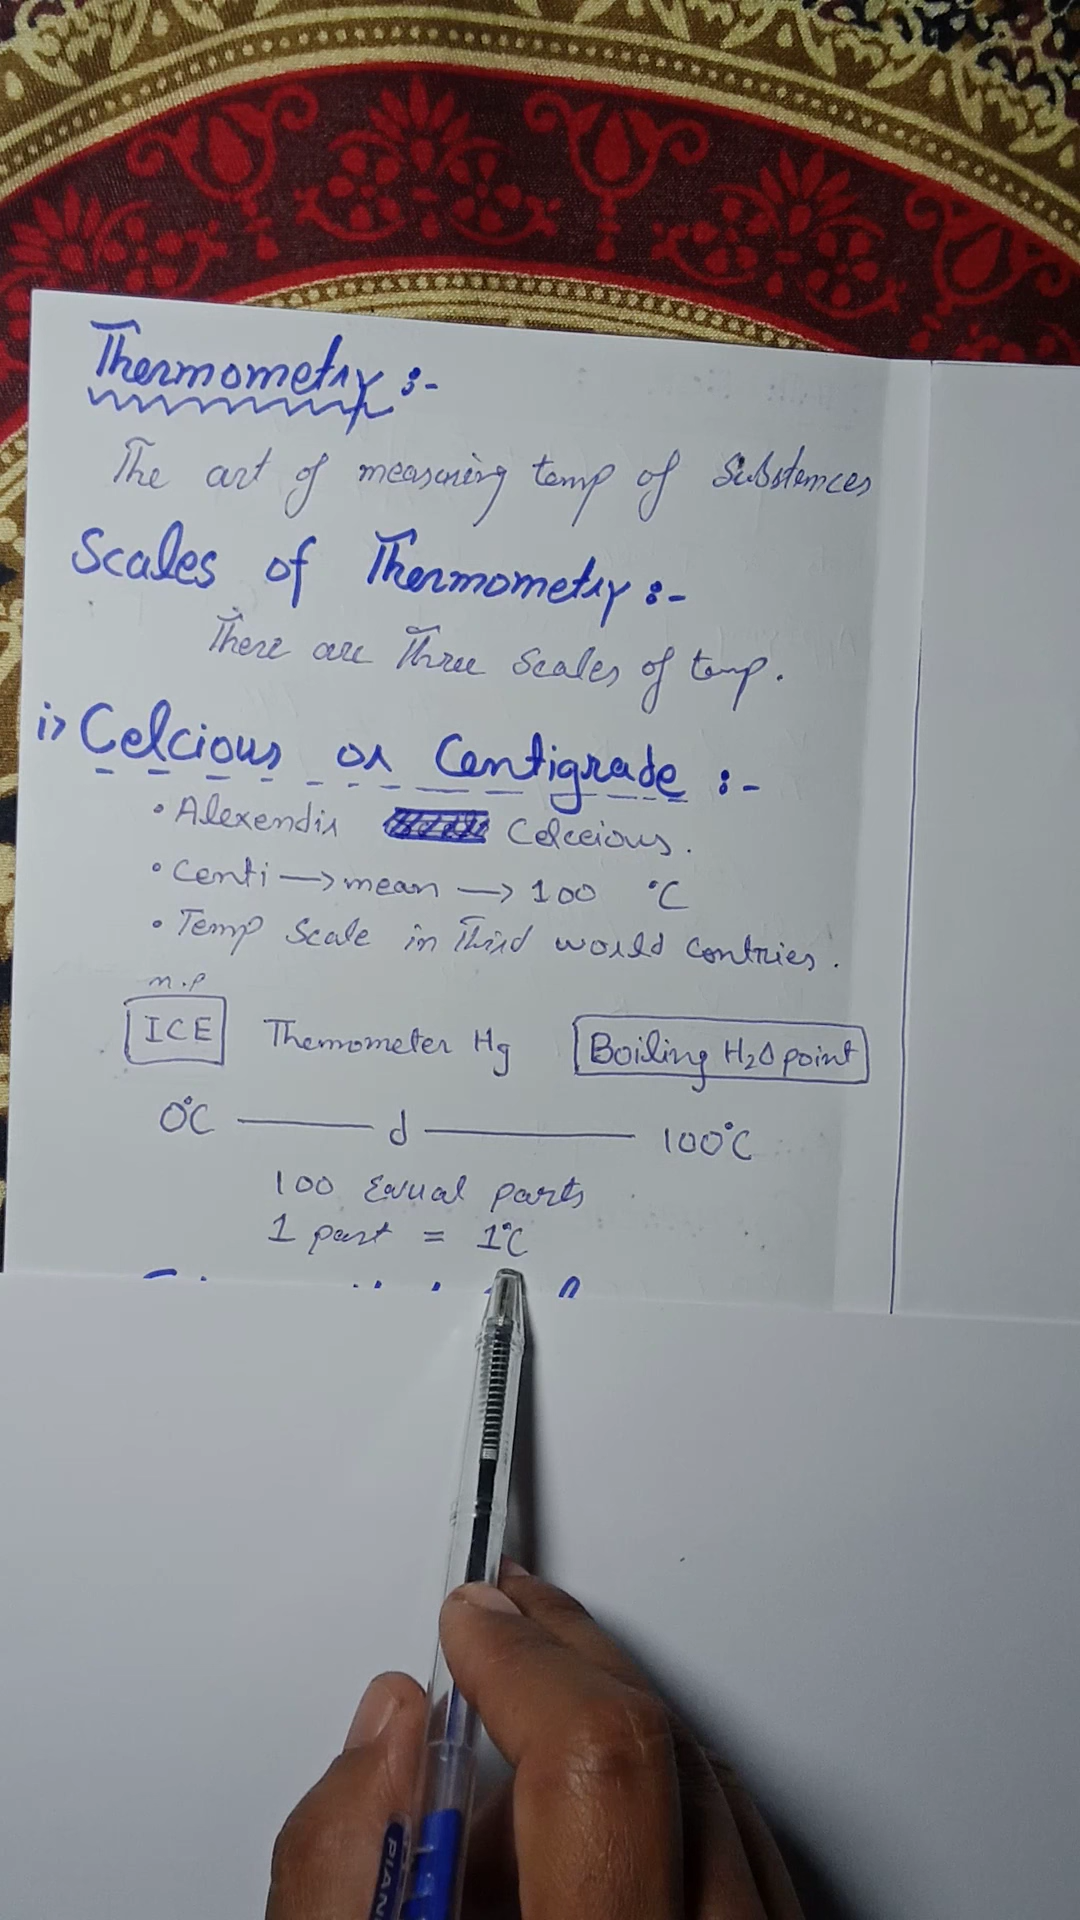 Thermometry :-
The art of measuring temp of Substences
Scales of Thermometry :-
There are Three Scales of temp.
i> Celcious or Centigrade :-
• Alexendir Celceious.
• Centi → mean → 100 °C
• Temp Scale in Third world Contries.
m.p
ICE Themometer Hg Boiling H₂O point
0°C — d — 100°C
100 Equal parts
1 part = 1°C
PIAN